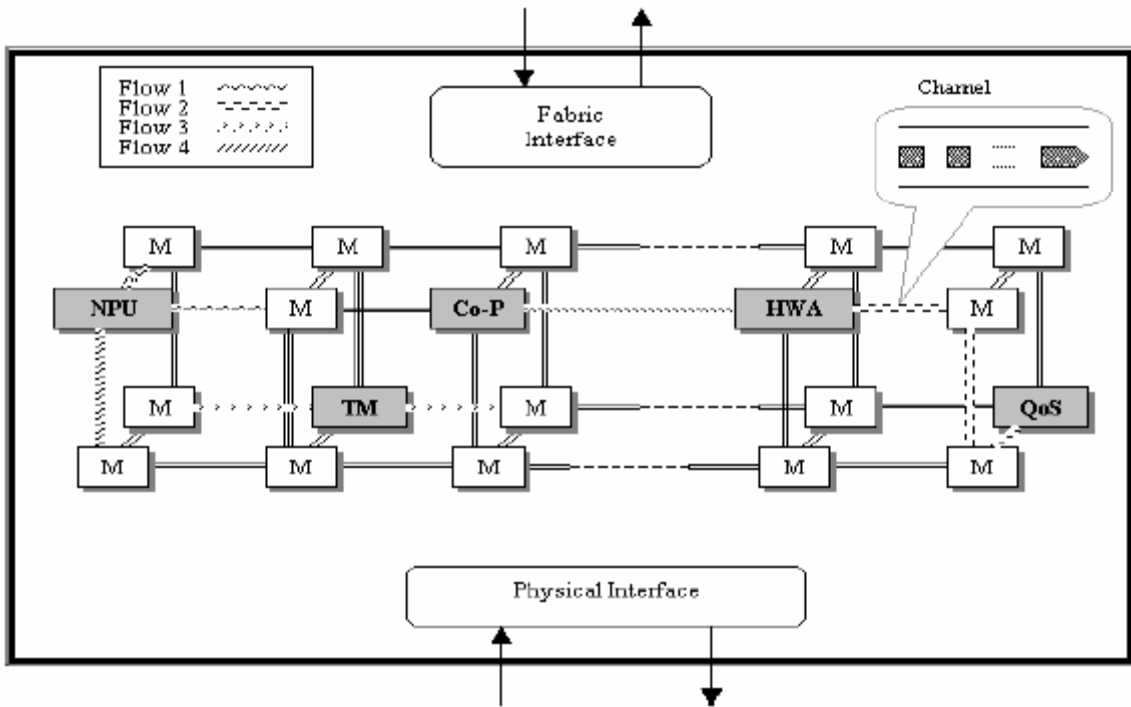 Flow 1
Flow 2
Flow 3
Flow 4
Fabric
Interface
Channel
M M M M M
NPU M Co-P HWA M
M TM M M QoS
M M M M M
Physical Interface